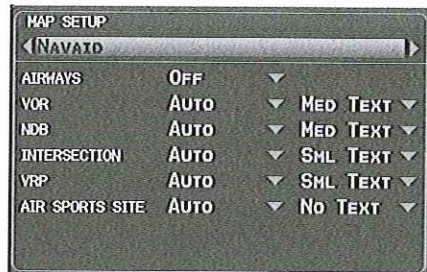 MAP SETUP
NAVAID
AIRWAYS OFF
VOR AUTO MED TEXT
NDB AUTO MED TEXT
INTERSECTION AUTO SML TEXT
VRP AUTO SML TEXT
AIR SPORTS SITE AUTO NO TEXT